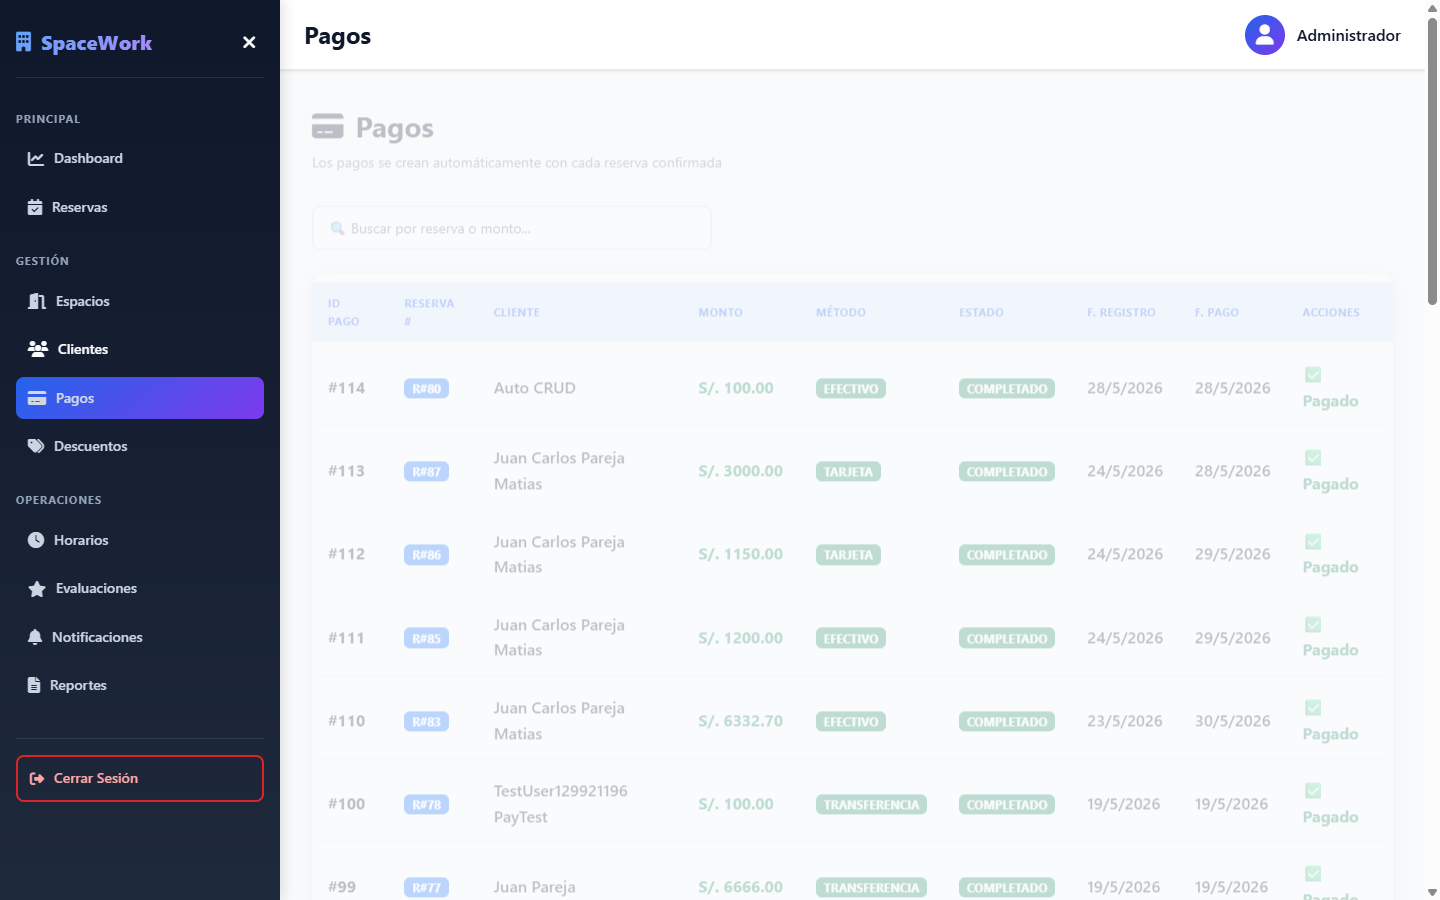 SpaceWork
PRINCIPAL
Dashboard
Reservas
GESTIÓN
Espacios
Clientes
Pagos
Descuentos
OPERACIONES
Horarios
Evaluaciones
Notificaciones
Reportes
Cerrar Sesión
Pagos
Administrador
Pagos
Los pagos se crean automáticamente con cada reserva confirmada
Buscar por reserva o monto...
ID PAGO RESERVA # CLIENTE MONTO MÉTODO ESTADO F. REGISTRO F. PAGO ACCIONES
#114 R#80 Auto CRUD S/. 100.00 EFECTIVO COMPLETADO 28/5/2026 28/5/2026 Pagado
#113 R#87 Juan Carlos Pareja Matias S/. 3000.00 TARJETA COMPLETADO 24/5/2026 28/5/2026 Pagado
#112 R#86 Juan Carlos Pareja Matias S/. 1150.00 TARJETA COMPLETADO 24/5/2026 29/5/2026 Pagado
#111 R#85 Juan Carlos Pareja Matias S/. 1200.00 EFECTIVO COMPLETADO 24/5/2026 29/5/2026 Pagado
#110 R#83 Juan Carlos Pareja Matias S/. 6332.70 EFECTIVO COMPLETADO 23/5/2026 30/5/2026 Pagado
#100 R#78 TestUser129921196 PayTest S/. 100.00 TRANSFERENCIA COMPLETADO 19/5/2026 19/5/2026 Pagado
#99 R#77 Juan Pareja S/. 6666.00 TRANSFERENCIA COMPLETADO 19/5/2026 19/5/2026 Pagado